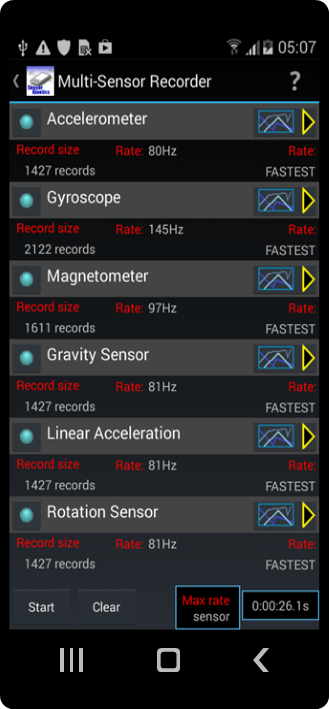 05:07
Sensor
Kinetics
Multi-Sensor Recorder ?
Accelerometer
Record size Rate: 80Hz Rate:
1427 records FASTEST
Gyroscope
Record size Rate: 145Hz Rate:
2122 records FASTEST
Magnetometer
Record size Rate: 97Hz Rate:
1611 records FASTEST
Gravity Sensor
Record size Rate: 81Hz Rate:
1427 records FASTEST
Linear Acceleration
Record size Rate: 81Hz Rate:
1427 records FASTEST
Rotation Sensor
Record size Rate: 81Hz Rate:
1427 records FASTEST
Start Clear Max rate
sensor 0:00:26.1s